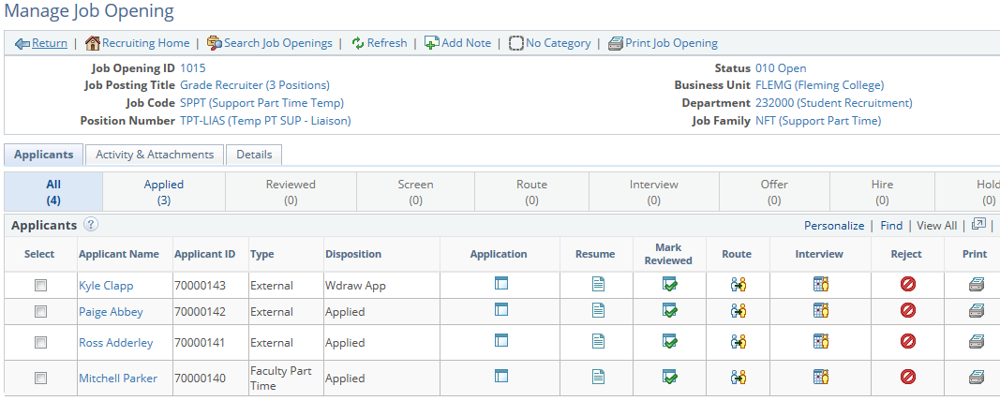 Manage Job Opening
Return | Recruiting Home | Search Job Openings | Refresh | Add Note | No Category | Print Job Opening
Job Opening ID 1015 Status 010 Open
Job Posting Title Grade Recruiter (3 Positions) Business Unit FLEMG (Fleming College)
Job Code SPPT (Support Part Time Temp) Department 232000 (Student Recruitment)
Position Number TPT-LIAS (Temp PT SUP - Liaison) Job Family NFT (Support Part Time)
Applicants Activity & Attachments Details
All Applied Reviewed Screen Route Interview Offer Hire Hold
(4) (3) (0) (0) (0) (0) (0) (0) (0)
Applicants ? Personalize | Find | View All | |
Select Applicant Name Applicant ID Type Disposition Application Resume Mark Reviewed Route Interview Reject Print
Kyle Clapp 70000143 External Wdraw App
Paige Abbey 70000142 External Applied
Ross Adderley 70000141 External Applied
Mitchell Parker 70000140 Faculty Part Time Applied